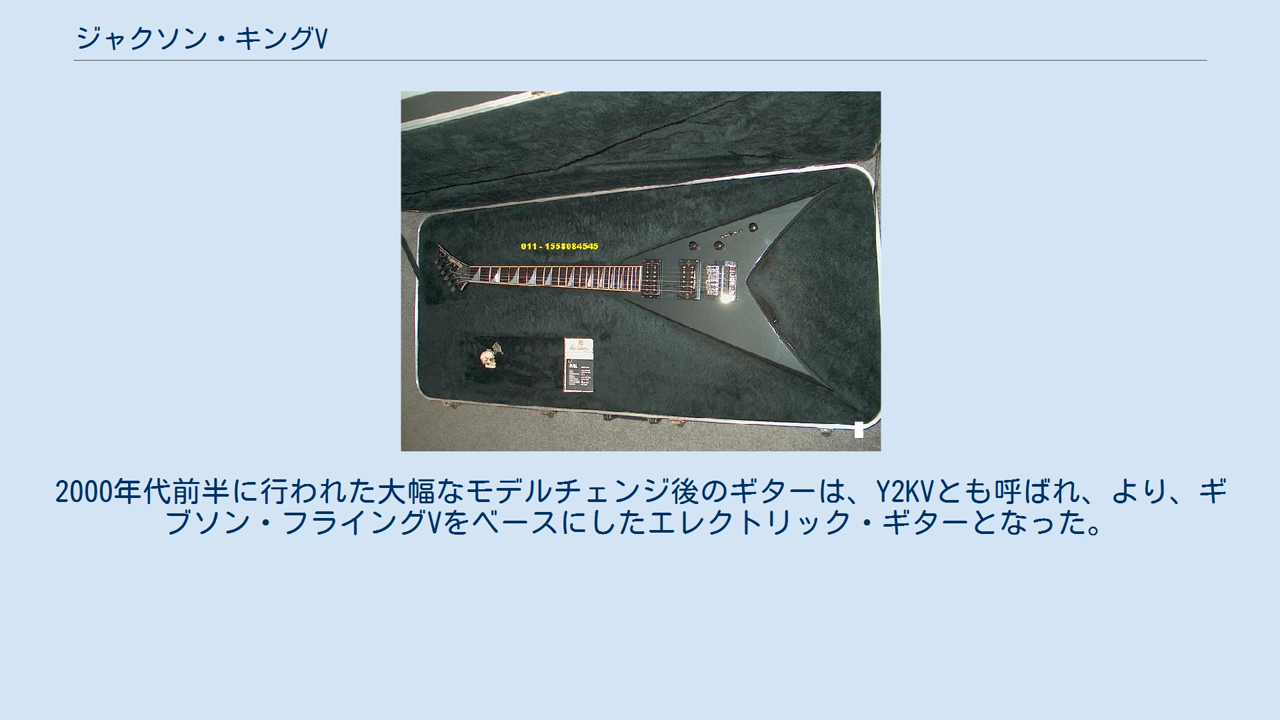 ジャクソン・キングV
011 - 1558084545
2000年代前半に行われた大幅なモデルチェンジ後のギターは、Y2KVとも呼ばれ、より、ギ
ブソン・フライングVをベースにしたエレクトリック・ギターとなった。